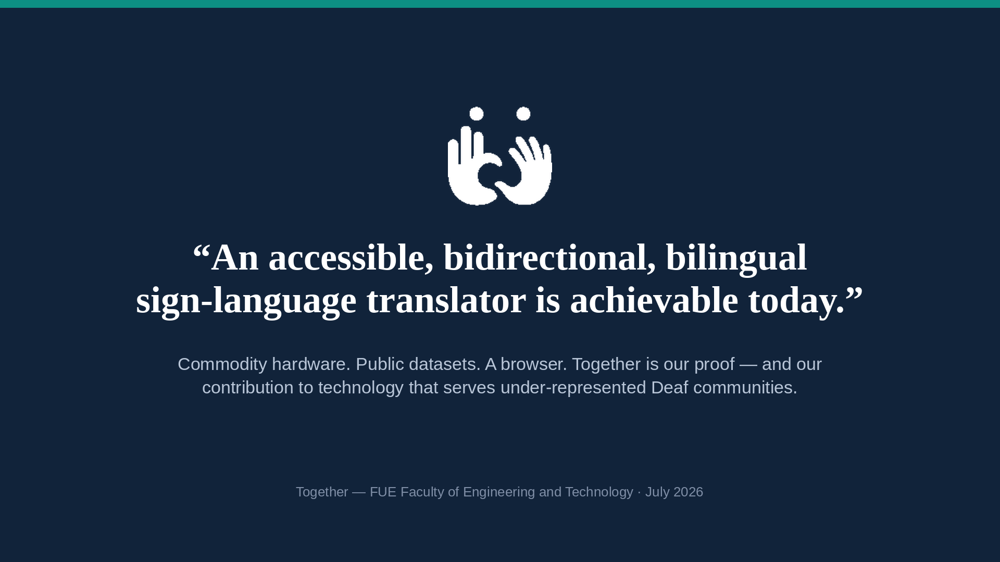 “An accessible, bidirectional, bilingual
sign-language translator is achievable today.”
Commodity hardware. Public datasets. A browser. Together is our proof — and our
contribution to technology that serves under-represented Deaf communities.
Together — FUE Faculty of Engineering and Technology · July 2026